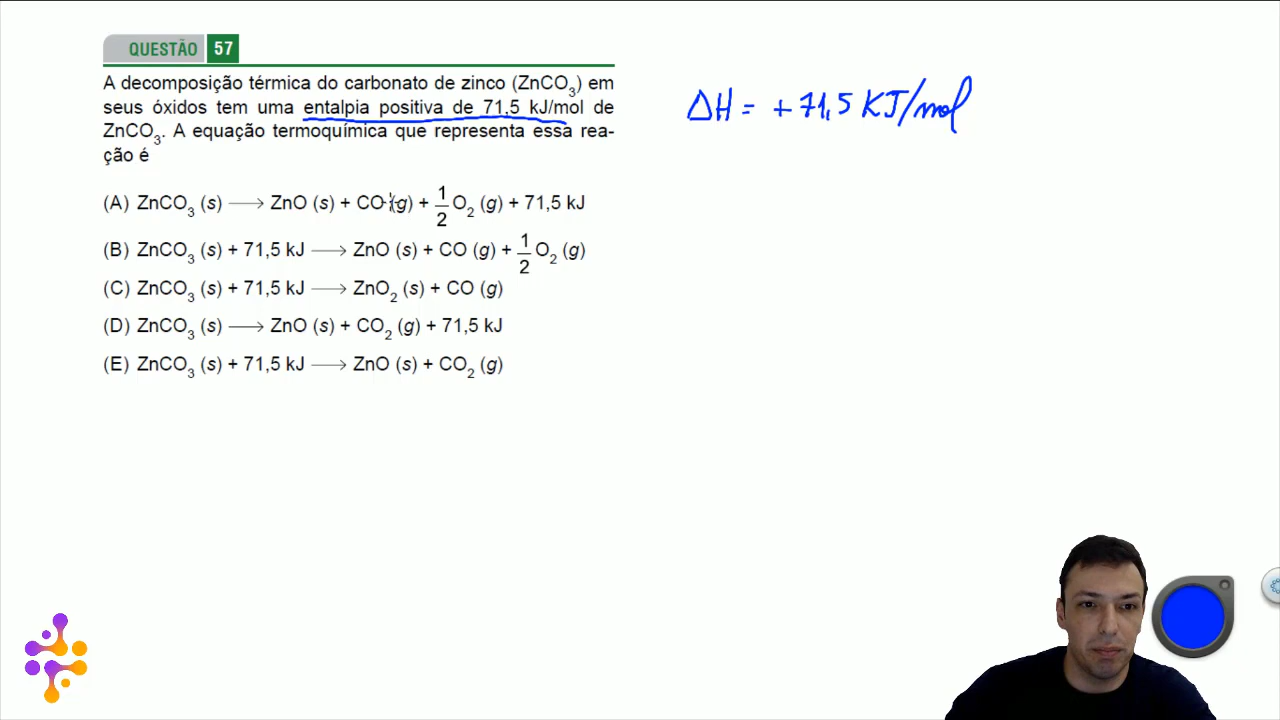 QUESTÃO 57
A decomposição térmica do carbonato de zinco (ZnCO₃) em
seus óxidos tem uma entalpia positiva de 71,5 kJ/mol de
ZnCO₃. A equação termoquímica que representa essa rea-
ção é
ΔH = + 71,5 KJ/mol
(A) ZnCO₃ (s) ⟶ ZnO (s) + CO (g) + 1/2 O₂ (g) + 71,5 kJ
(B) ZnCO₃ (s) + 71,5 kJ ⟶ ZnO (s) + CO (g) + 1/2 O₂ (g)
(C) ZnCO₃ (s) + 71,5 kJ ⟶ ZnO₂ (s) + CO (g)
(D) ZnCO₃ (s) ⟶ ZnO (s) + CO₂ (g) + 71,5 kJ
(E) ZnCO₃ (s) + 71,5 kJ ⟶ ZnO (s) + CO₂ (g)